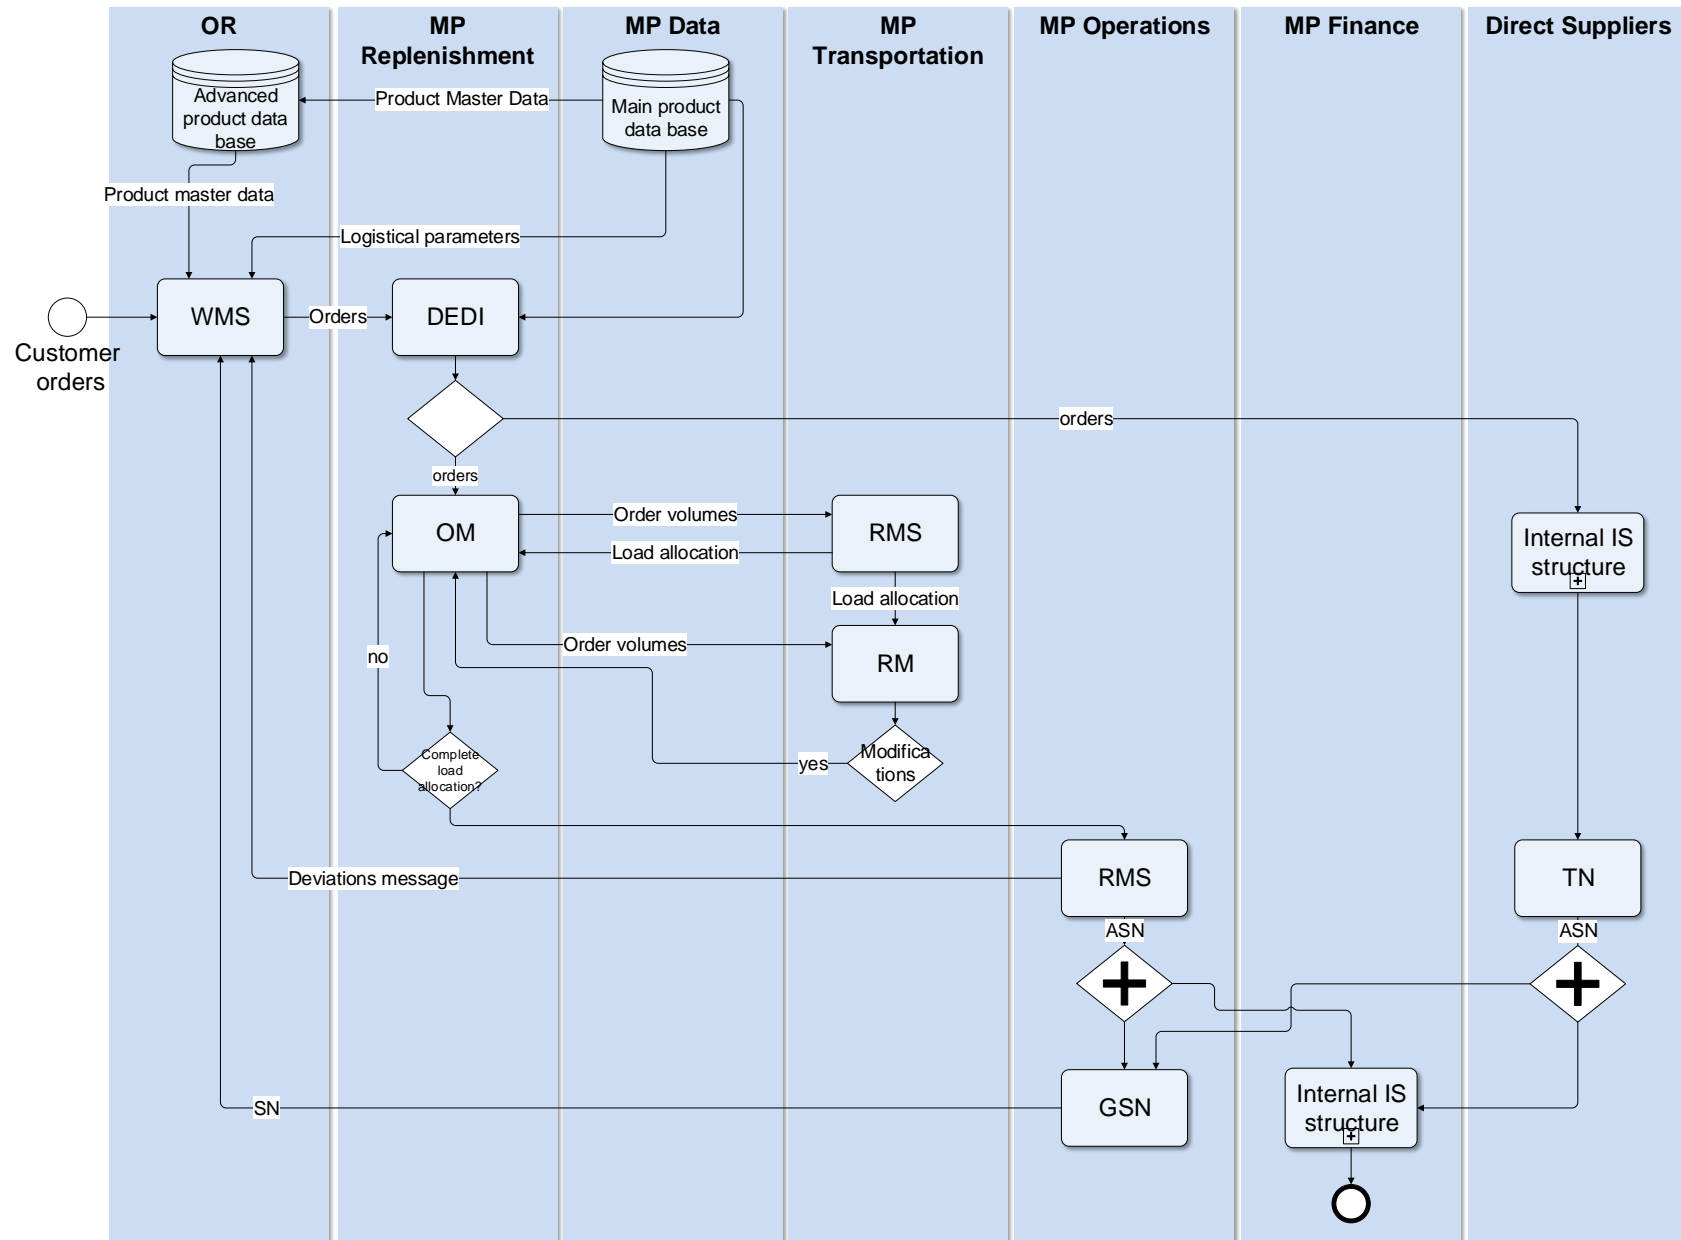 OR
MP
Replenishment
MP Data
MP
Transportation
MP Operations
MP Finance
Direct Suppliers
Advanced
product data
base
Product Master Data
Main product
data base
Product master data
Logistical parameters
WMS
Orders
DEDI
Customer
orders
orders
orders
OM
Order volumes
RMS
Load allocation
Internal IS
structure
Load allocation
Order volumes
no
RM
Complete
load
allocation?
yes
Modifica
tions
Deviations message
RMS
TN
ASN
ASN
SN
GSN
Internal IS
structure